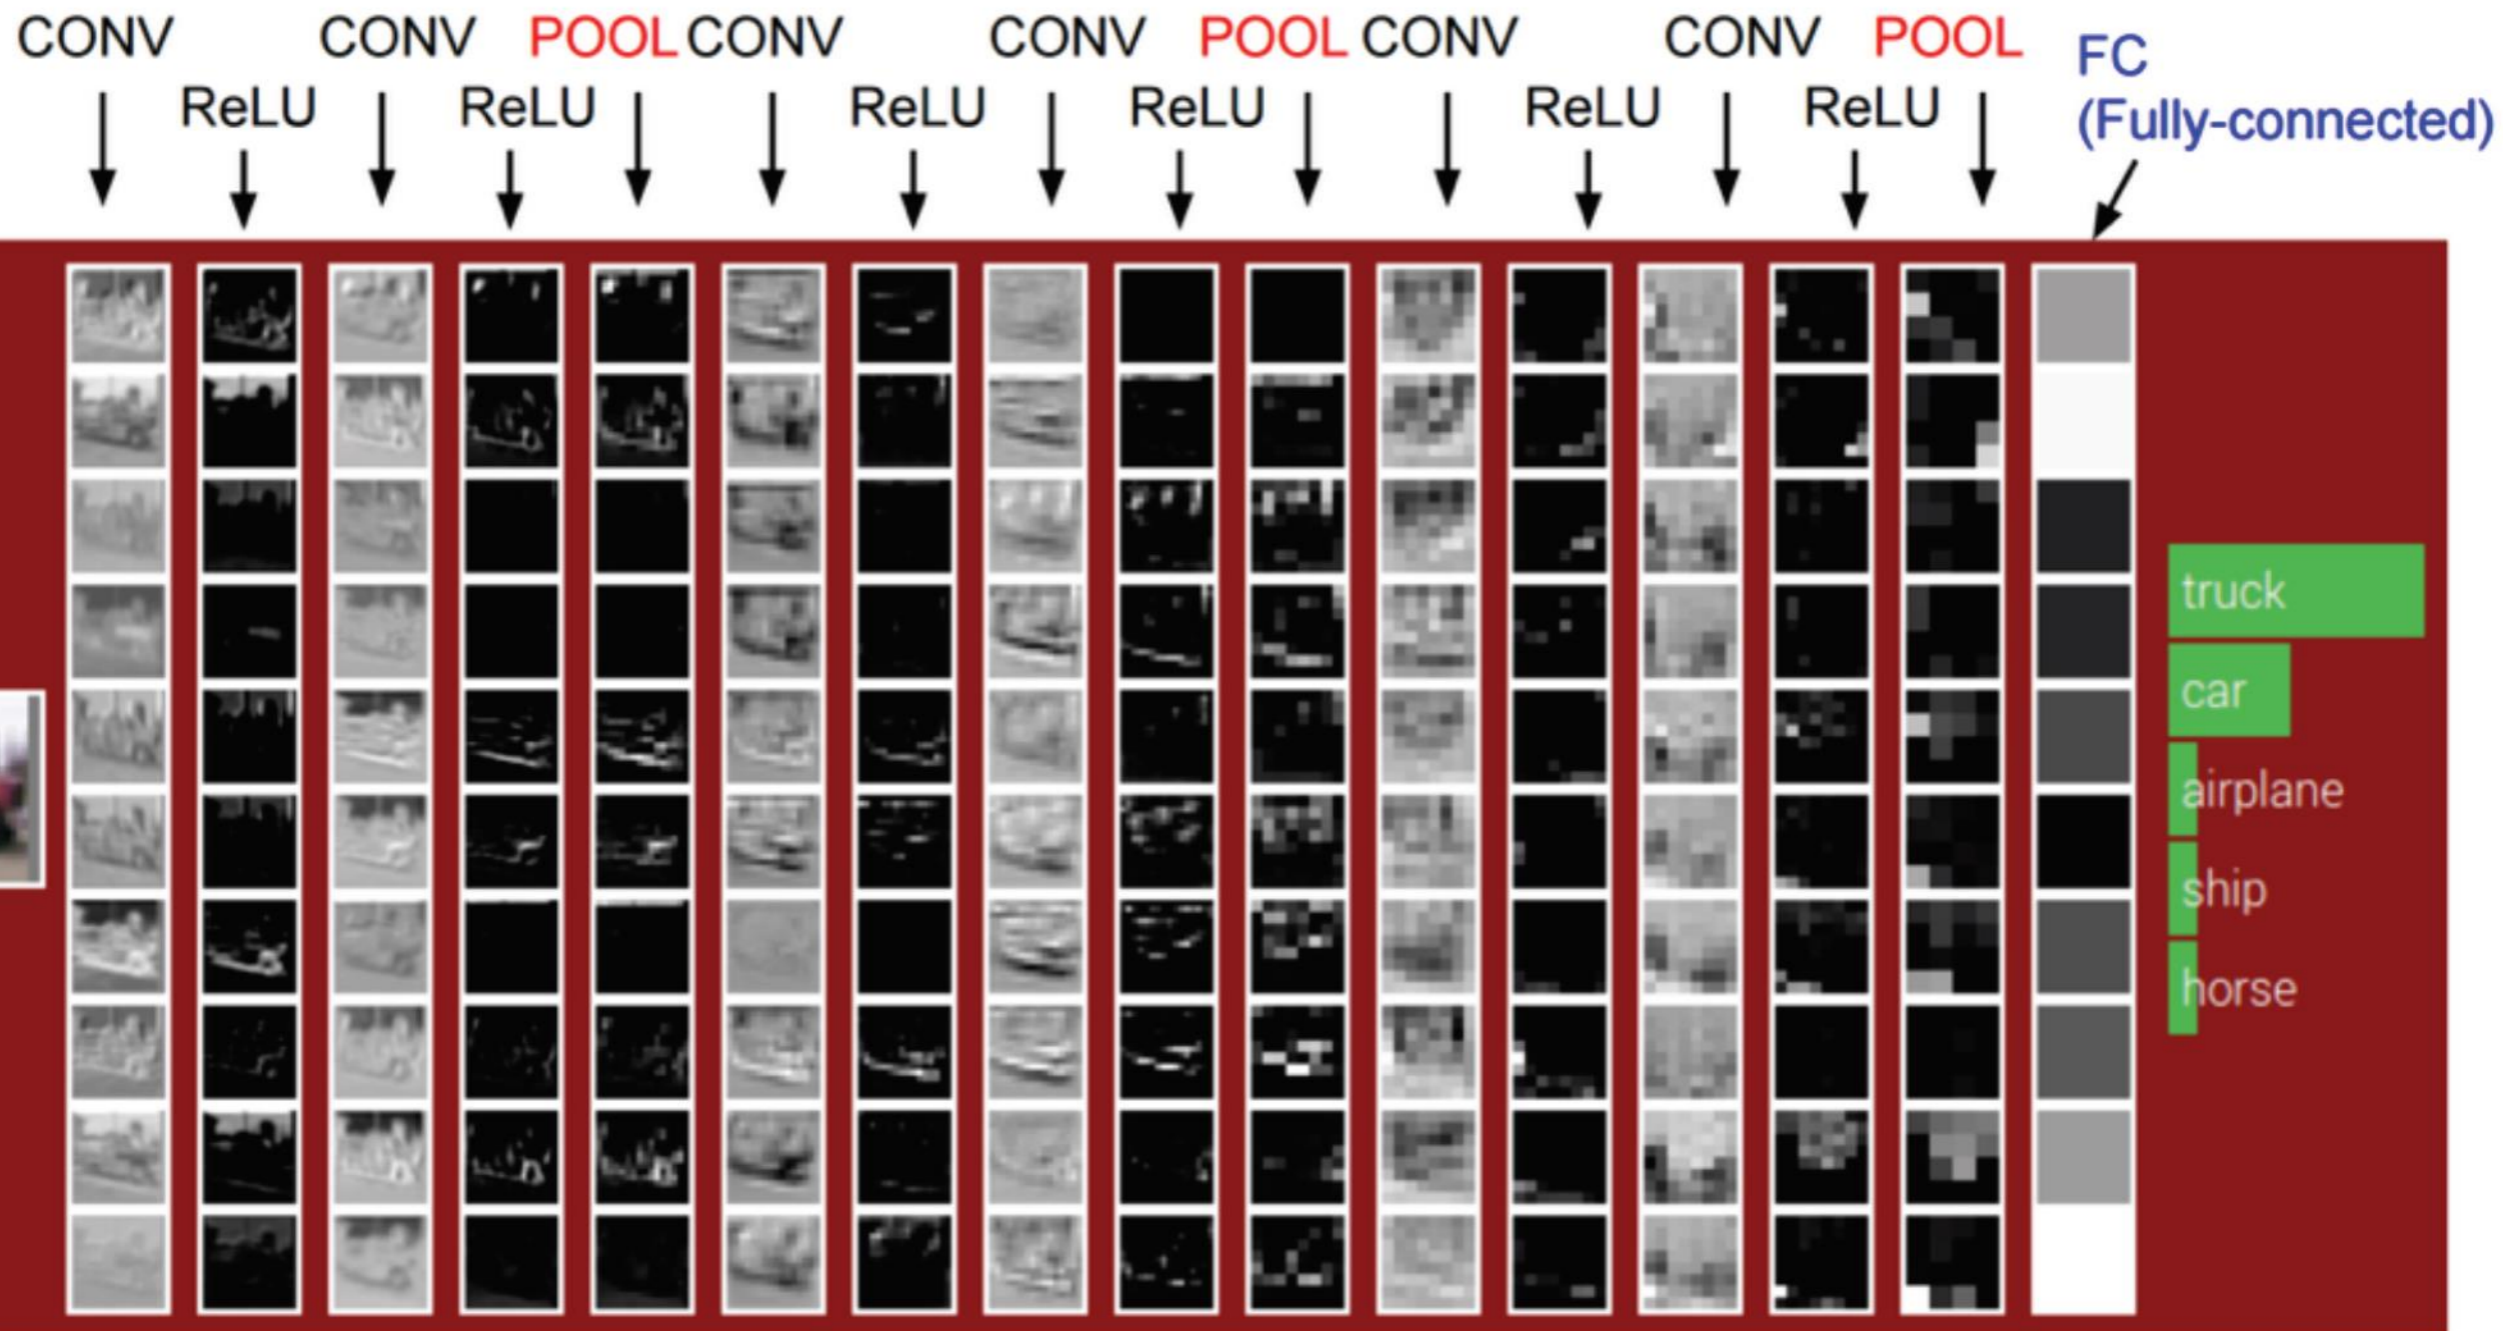 CONV CONV POOL CONV CONV POOL CONV CONV POOL FC
ReLU ReLU ReLU ReLU ReLU ReLU (Fully-connected)
truck
car
airplane
ship
horse